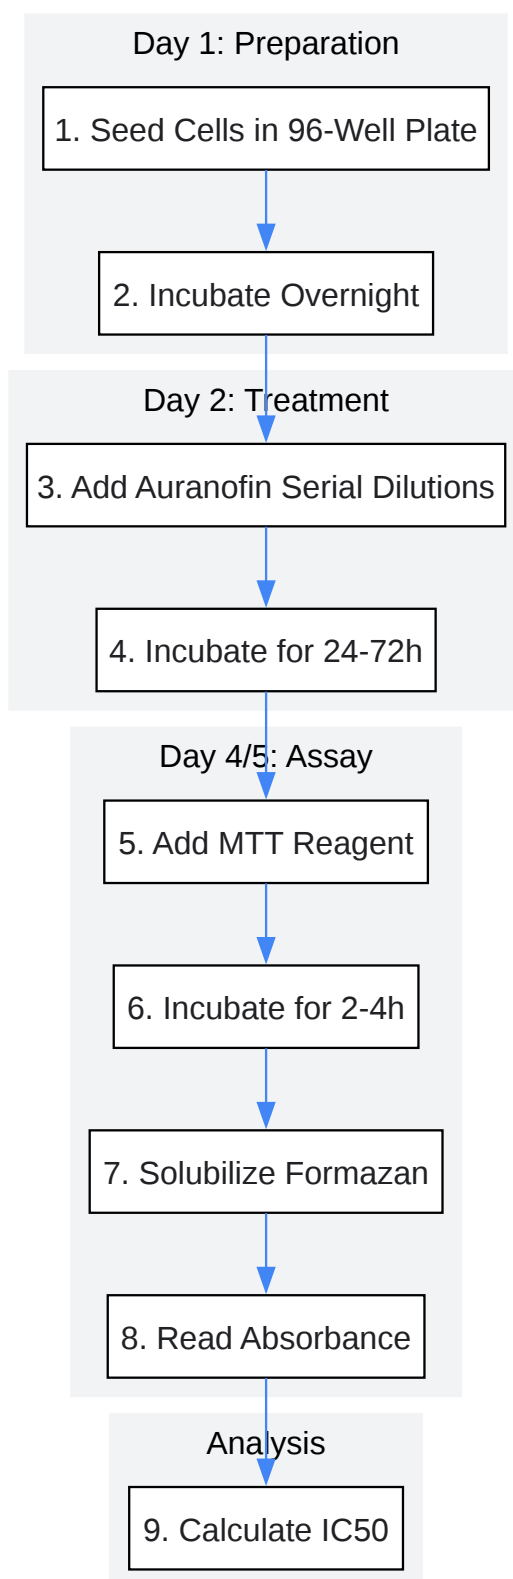 Day 1: Preparation
1. Seed Cells in 96-Well Plate
2. Incubate Overnight
Day 2: Treatment
3. Add Auranofin Serial Dilutions
4. Incubate for 24-72h
Day 4/5: Assay
5. Add MTT Reagent
6. Incubate for 2-4h
7. Solubilize Formazan
8. Read Absorbance
Analysis
9. Calculate IC50